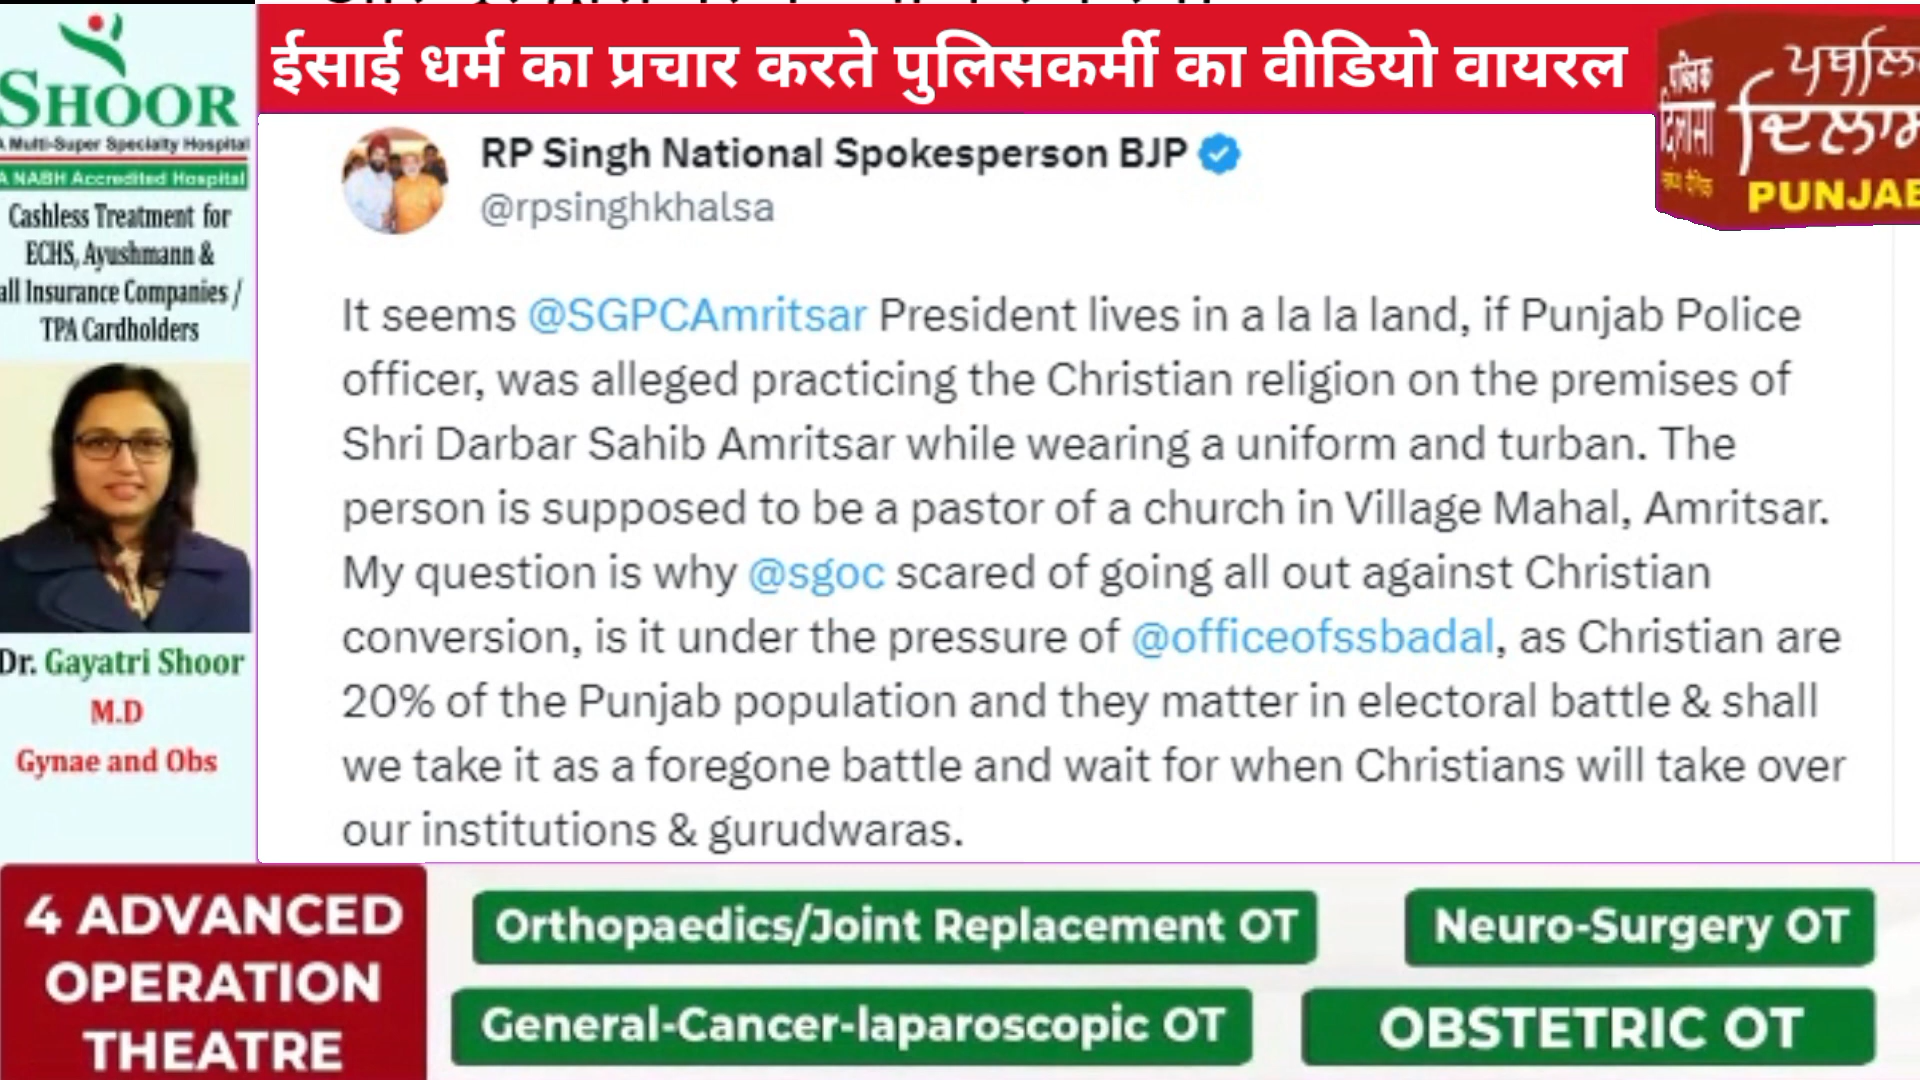 ईसाई धर्म का प्रचार करते पुलिसकर्मी का वीडियो वायरल
SHOOR
A Multi-Super Specialty Hospital
A NABH Accredited Hospital
Cashless Treatment for
ECHS, Ayushmann &
all Insurance Companies /
TPA Cardholders
Dr. Gayatri Shoor
M.D
Gynae and Obs
पब्लिक
दिलासा
ਪਬਲਿਕ
ਦਿਲਾਸਾ
PUNJAB
RP Singh National Spokesperson BJP
@rpsinghkhalsa
It seems @SGPCAmritsar President lives in a la la land, if Punjab Police
officer, was alleged practicing the Christian religion on the premises of
Shri Darbar Sahib Amritsar while wearing a uniform and turban. The
person is supposed to be a pastor of a church in Village Mahal, Amritsar.
My question is why @sgoc scared of going all out against Christian
conversion, is it under the pressure of @officeofssbadal, as Christian are
20% of the Punjab population and they matter in electoral battle & shall
we take it as a foregone battle and wait for when Christians will take over
our institutions & gurudwaras.
4 ADVANCED
OPERATION
THEATRE
Orthopaedics/Joint Replacement OT
Neuro-Surgery OT
General-Cancer-laparoscopic OT
OBSTETRIC OT